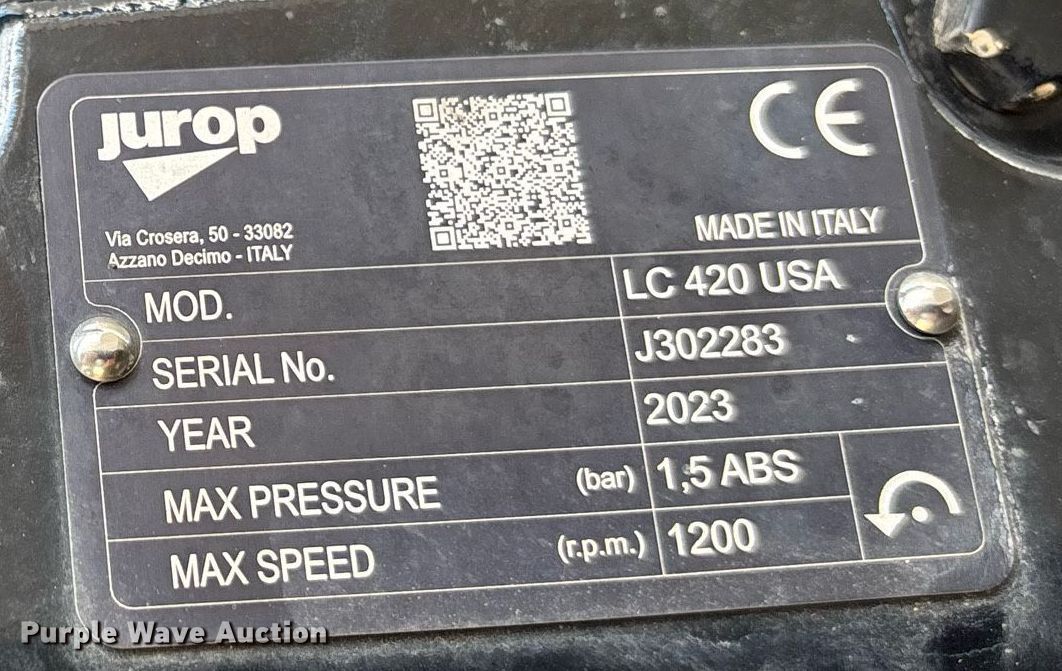 jurop
CE
Via Crosera, 50 - 33082
Azzano Decimo - ITALY
MADE IN ITALY
MOD. LC 420 USA
SERIAL No. J302283
YEAR 2023
MAX PRESSURE (bar) 1,5 ABS
MAX SPEED (r.p.m.) 1200
Purple Wave Auction